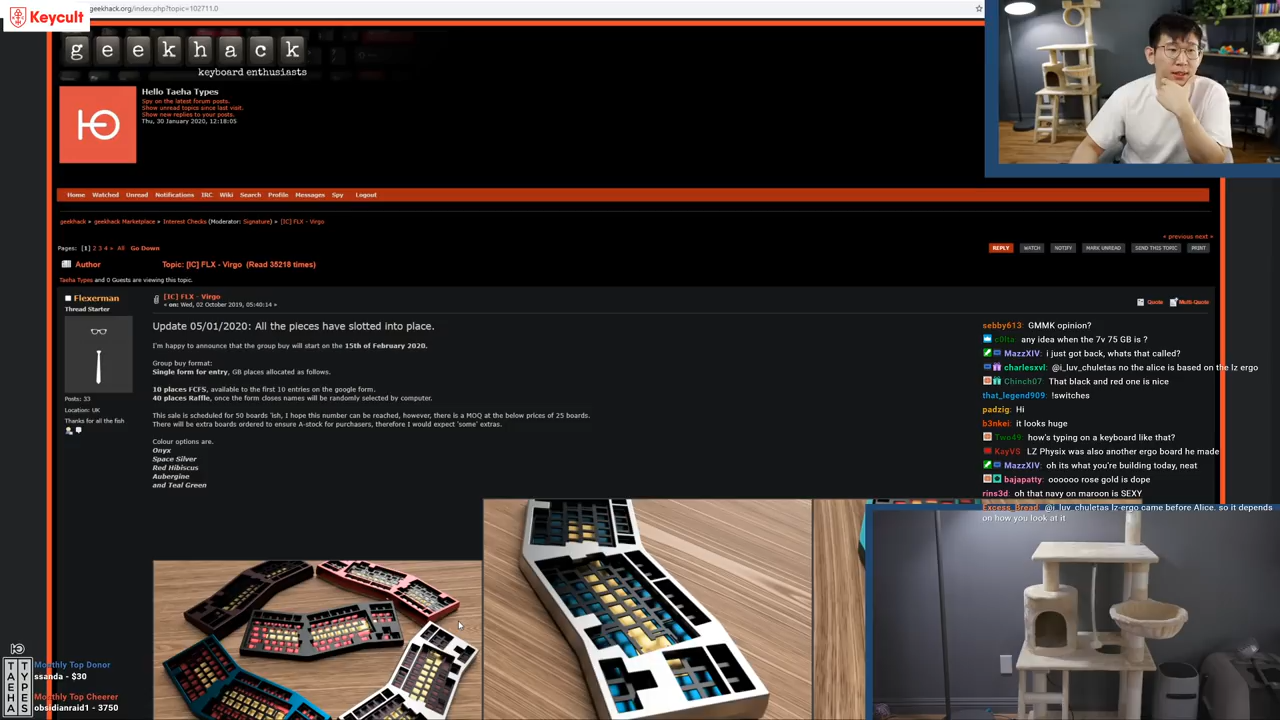 Keycult
geekhack.org/index.php?topic=102711.0
geekhack
keyboard enthusiasts
Hello Taeha Types
Spy on the latest forum posts.
Show unread topics since last visit.
Show new replies to your posts.
Thu, 30 January 2020, 12:18:05
Home Watched Unread Notifications IRC Wiki Search Profile Messages Spy Logout
geekhack » geekhack Marketplace » Interest Checks (Moderator: Signature) » [IC] FLX - Virgo
« previous next »
Pages: [1] 2 3 4 » All Go Down
REPLY WATCH NOTIFY MARK UNREAD SEND THIS TOPIC PRINT
Author Topic: [IC] FLX - Virgo (Read 35218 times)
Taeha Types and 0 Guests are viewing this topic.
Flexerman
Thread Starter
Posts: 33
Location: UK
Thanks for all the fish
[IC] FLX - Virgo
« on: Wed, 02 October 2019, 05:40:14 »
Quote Multi-Quote
Update 05/01/2020: All the pieces have slotted into place.
I'm happy to announce that the group buy will start on the 15th of February 2020.
Group buy format:
Single form for entry, GB places allocated as follows.
10 places FCFS, available to the first 10 entries on the google form.
40 places Raffle, once the form closes names will be randomly selected by computer.
This sale is scheduled for 50 boards 'ish, I hope this number can be reached, however, there is a MOQ at the below prices of 25 boards.
There will be extra boards ordered to ensure A-stock for purchasers, therefore I would expect 'some' extras.
Colour options are.
Onyx
Space Silver
Red Hibiscus
Aubergine
and Teal Green
sebby613: GMMK opinion?
c0lta: any idea when the 7v 75 GB is ?
MazzXIV: i just got back, whats that called?
charlesxvl: @i_luv_chuletas no the alice is based on the lz ergo
Chinch07: That black and red one is nice
that_legend909: !switches
padzig: Hi
b3nkei: it looks huge
Two49: how's typing on a keyboard like that?
KayVS: LZ Physix was also another ergo board he made
MazzXIV: oh its what you're building today, neat
bajapatty: oooooo rose gold is dope
rins3d: oh that navy on maroon is SEXY
Excess_Bread: @i_luv_chuletas lz-ergo came before Alice. so it depends
on how you look at it
TAEHA
TYPES
Monthly Top Donor
ssanda - $30
Monthly Top Cheerer
obsidianraid1 - 3750